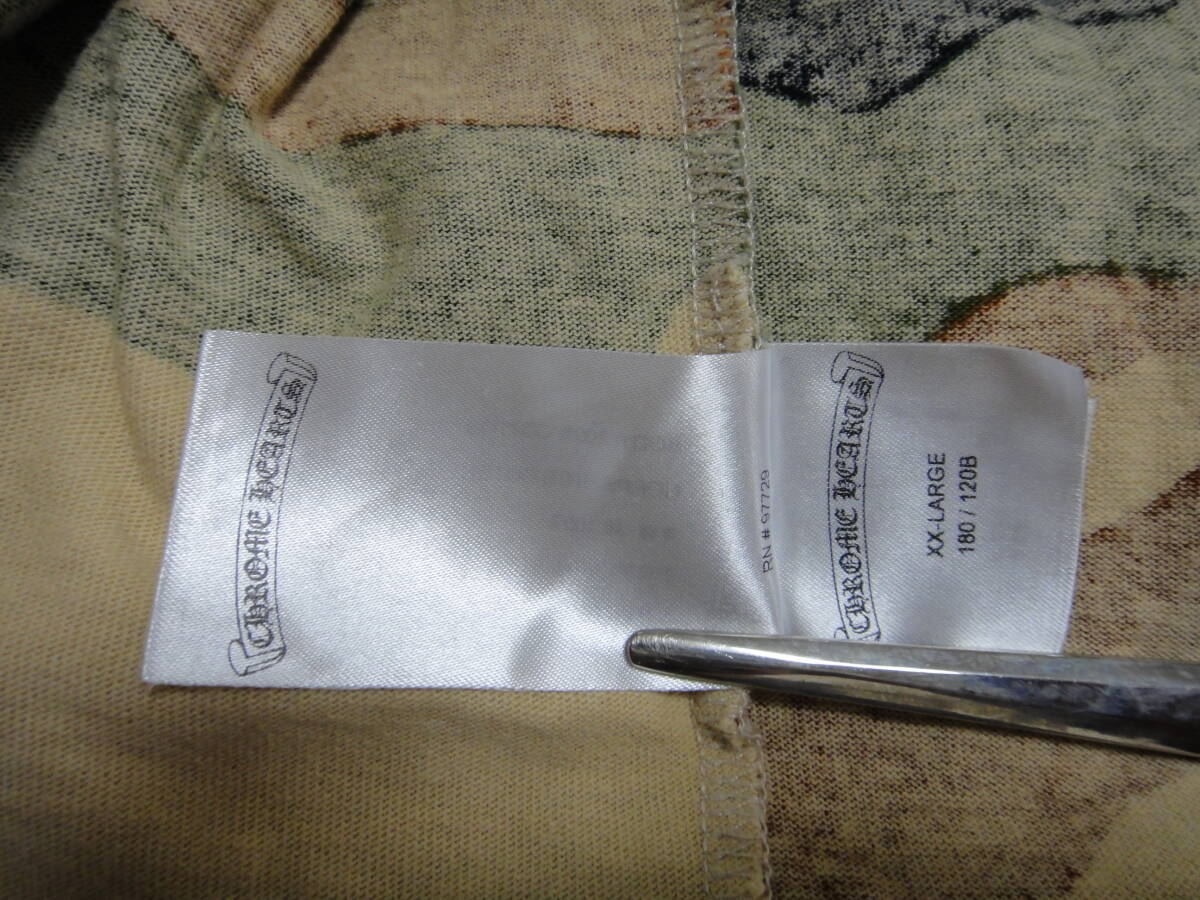 CHROME HEARTS
RN # 97729
CHROME HEARTS
XX-LARGE
180 / 120B